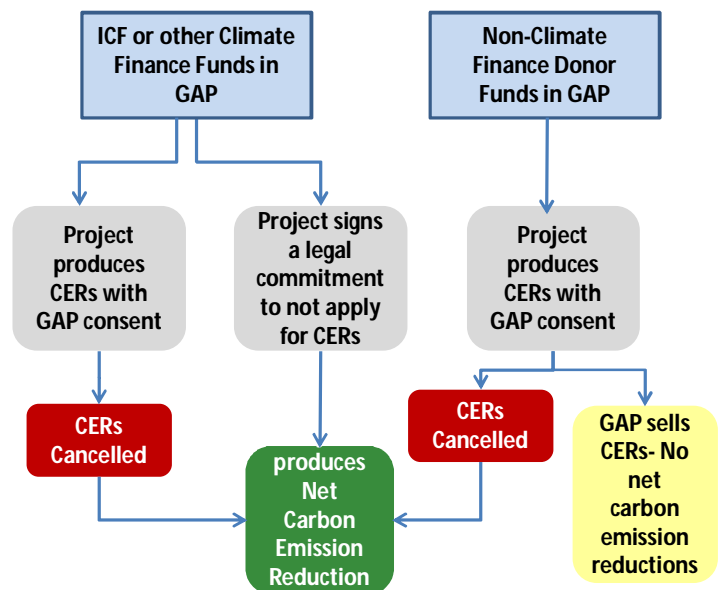 ICF or other Climate
Finance Funds in
GAP
Non-Climate
Finance Donor
Funds in GAP
Project
produces
CERs with
GAP consent
Project signs
a legal
commitment
to not apply
for CERs
Project
produces
CERs with
GAP consent
CERs
Cancelled
CERs
Cancelled
GAP sells
CERs- No
net
carbon
emission
reductions
produces
Net
Carbon
Emission
Reduction